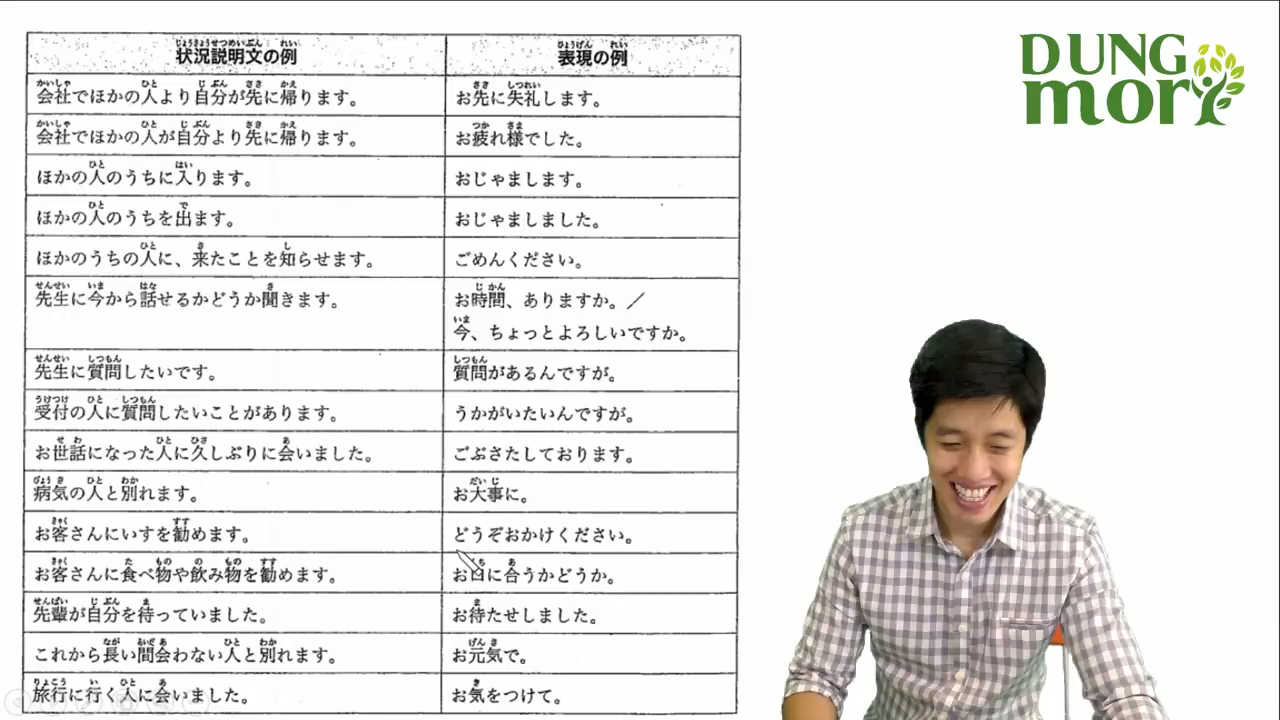 状況説明文の例
表現の例
会社でほかの人より自分が先に帰ります。
お先に失礼します。
会社でほかの人が自分より先に帰ります。
お疲れ様でした。
ほかの人のうちに入ります。
おじゃまします。
ほかの人のうちを出ます。
おじゃましました。
ほかのうちの人に、来たことを知らせます。
ごめんください。
先生に今から話せるかどうか聞きます。
お時間、ありますか。／
今、ちょっとよろしいですか。
先生に質問したいです。
質問があるんですが。
受付の人に質問したいことがあります。
うかがいたいんですが。
お世話になった人に久しぶりに会いました。
ごぶさたしております。
病気の人と別れます。
お大事に。
お客さんにいすを勧めます。
どうぞおかけください。
お客さんに食べ物や飲み物を勧めます。
お口に合うかどうか。
先輩が自分を待っていました。
お待たせしました。
これから長い間会わない人と別れます。
お元気で。
旅行に行く人に会いました。
お気をつけて。
DUNG
mori